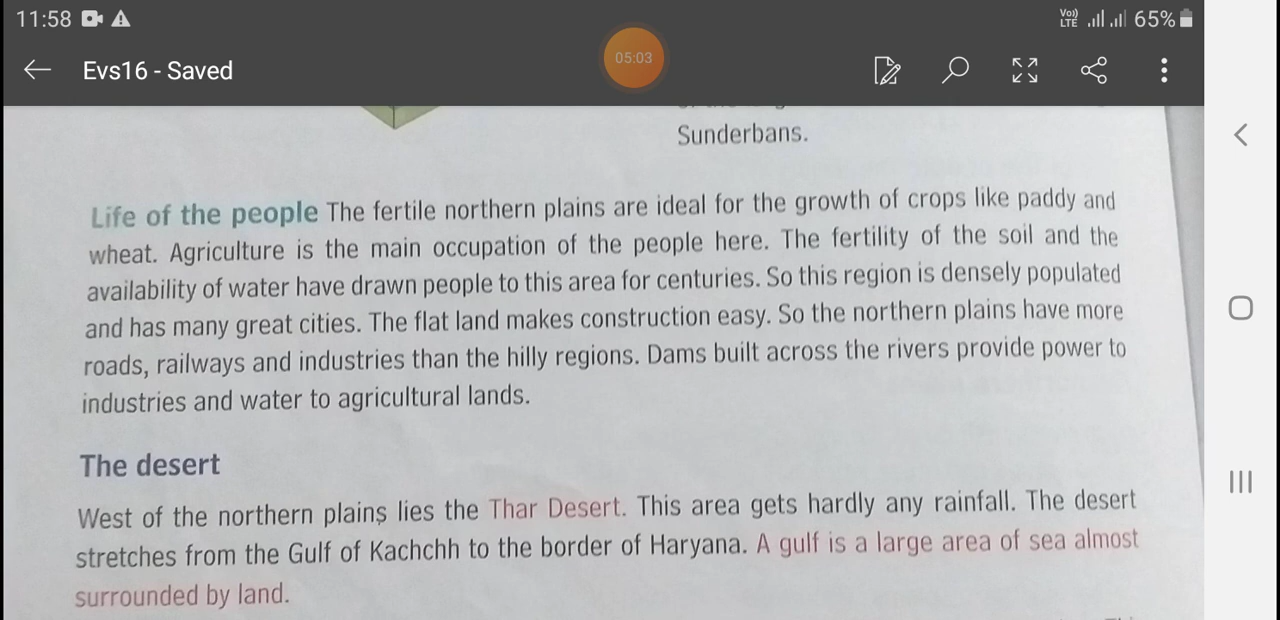 11:58
Vo))
LTE
65%
Evs16 - Saved
05:03
Sunderbans.
Life of the people The fertile northern plains are ideal for the growth of crops like paddy and
wheat. Agriculture is the main occupation of the people here. The fertility of the soil and the
availability of water have drawn people to this area for centuries. So this region is densely populated
and has many great cities. The flat land makes construction easy. So the northern plains have more
roads, railways and industries than the hilly regions. Dams built across the rivers provide power to
industries and water to agricultural lands.
The desert
West of the northern plains lies the Thar Desert. This area gets hardly any rainfall. The desert
stretches from the Gulf of Kachchh to the border of Haryana. A gulf is a large area of sea almost
surrounded by land.